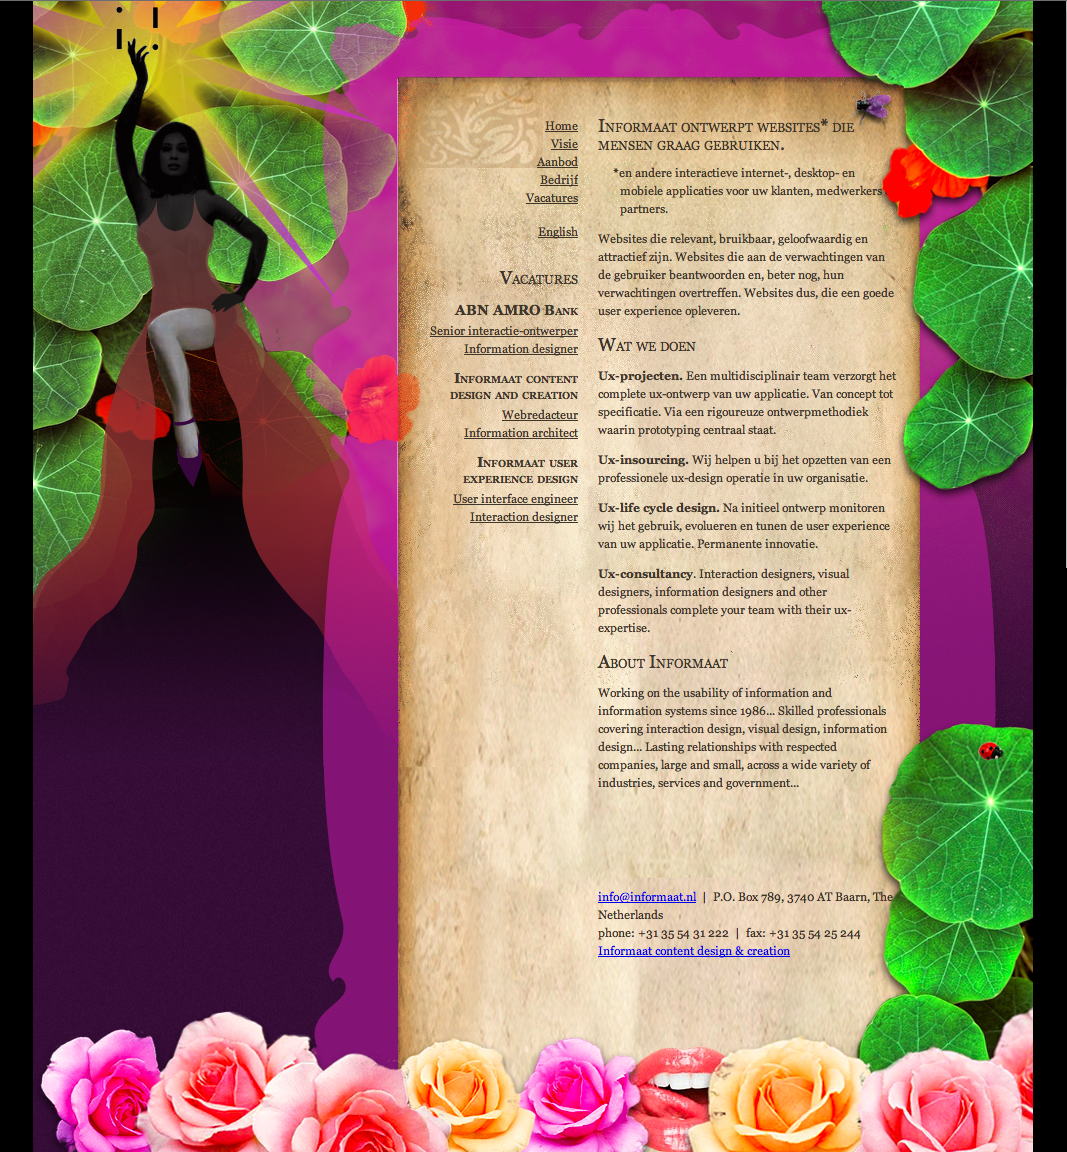 Home
Visie
Aanbod
Bedrijf
Vacatures
English
Vacatures
ABN AMRO Bank
Senior interactie-ontwerper
Information designer
Informaat content
design and creation
Webredacteur
Information architect
Informaat user
experience design
User interface engineer
Interaction designer
Informaat ontwerpt websites* die
mensen graag gebruiken.
*en andere interactieve internet-, desktop- en
mobiele applicaties voor uw klanten, medwerkers
partners.
Websites die relevant, bruikbaar, geloofwaardig en
attractief zijn. Websites die aan de verwachtingen van
de gebruiker beantwoorden en, beter nog, hun
verwachtingen overtreffen. Websites dus, die een goede
user experience opleveren.
Wat we doen
Ux-projecten. Een multidisciplinair team verzorgt het
complete ux-ontwerp van uw applicatie. Van concept tot
specificatie. Via een rigoureuze ontwerpmethodiek
waarin prototyping centraal staat.
Ux-insourcing. Wij helpen u bij het opzetten van een
professionele ux-design operatie in uw organisatie.
Ux-life cycle design. Na initieel ontwerp monitoren
wij het gebruik, evolueren en tunen de user experience
van uw applicatie. Permanente innovatie.
Ux-consultancy. Interaction designers, visual
designers, information designers and other
professionals complete your team with their ux-
expertise.
About Informaat
Working on the usability of information and
information systems since 1986... Skilled professionals
covering interaction design, visual design, information
design... Lasting relationships with respected
companies, large and small, across a wide variety of
industries, services and government...
info@informaat.nl | P.O. Box 789, 3740 AT Baarn, The
Netherlands
phone: +31 35 54 31 222 | fax: +31 35 54 25 244
Informaat content design & creation